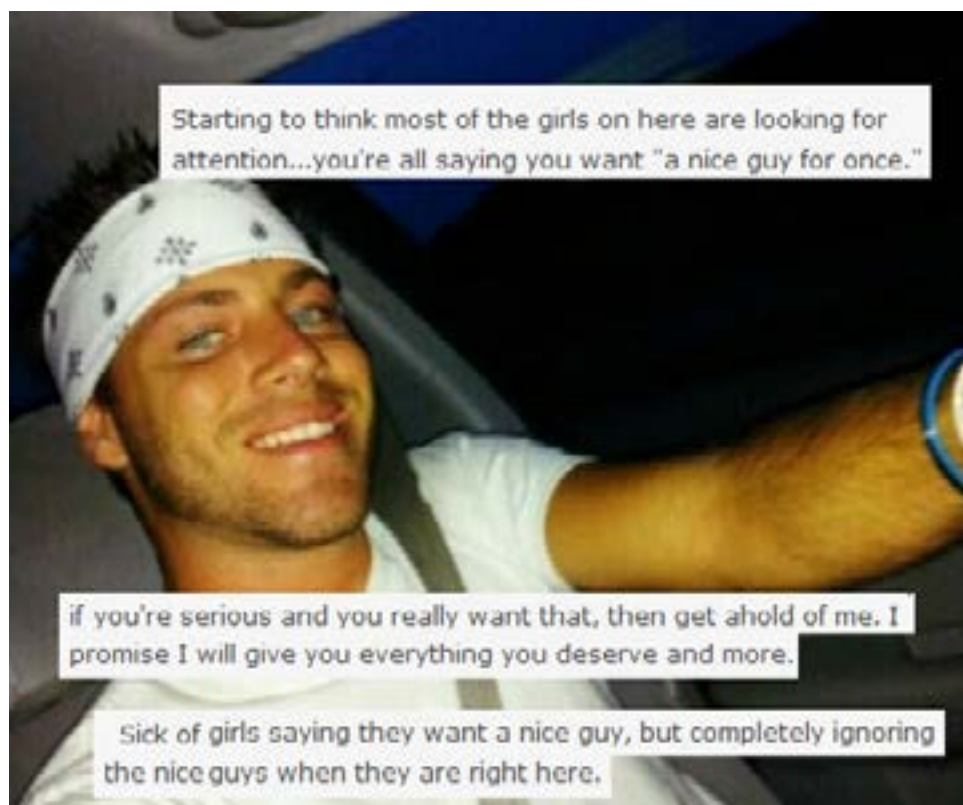 Starting to think most of the girls on here are looking for
attention...you're all saying you want "a nice guy for once."
if you're serious and you really want that, then get ahold of me. I
promise I will give you everything you deserve and more.
Sick of girls saying they want a nice guy, but completely ignoring
the nice guys when they are right here.